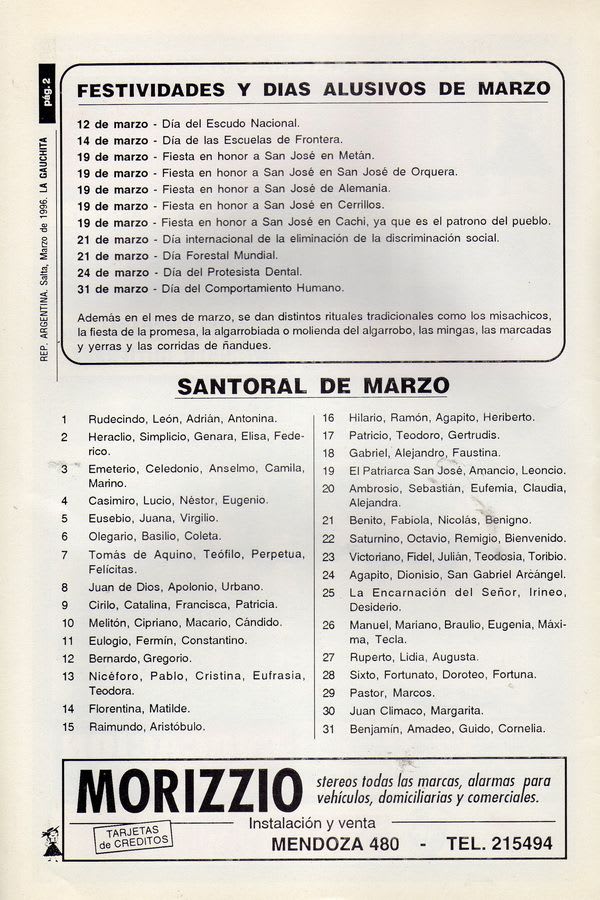 pág. 2
REP. ARGENTINA. Salta, Marzo de 1996. LA GAUCHITA
FESTIVIDADES Y DIAS ALUSIVOS DE MARZO
12 de marzo - Día del Escudo Nacional.
14 de marzo - Día de las Escuelas de Frontera.
19 de marzo - Fiesta en honor a San José en Metán.
19 de marzo - Fiesta en honor a San José en San José de Orquera.
19 de marzo - Fiesta en honor a San José de Alemania.
19 de marzo - Fiesta en honor a San José en Cerrillos.
19 de marzo - Fiesta en honor a San José en Cachi, ya que es el patrono del pueblo.
21 de marzo - Día internacional de la eliminación de la discriminación social.
21 de marzo - Día Forestal Mundial.
24 de marzo - Día del Protesista Dental.
31 de marzo - Día del Comportamiento Humano.
Además en el mes de marzo, se dan distintos rituales tradicionales como los misachicos,
la fiesta de la promesa, la algarrobiada o molienda del algarrobo, las mingas, las marcadas
y yerras y las corridas de ñandues.
SANTORAL DE MARZO
1 Rudecindo, León, Adrián, Antonina.
2 Heraclio, Simplicio, Genara, Elisa, Fede-
rico.
3 Emeterio, Celedonio, Anselmo, Camila,
Marino.
4 Casimiro, Lucio, Néstor, Eugenio.
5 Eusebio, Juana, Virgilio.
6 Olegario, Basilio, Coleta.
7 Tomás de Aquino, Teófilo, Perpetua,
Felícitas.
8 Juan de Dios, Apolonio, Urbano.
9 Cirilo, Catalina, Francisca, Patricia.
10 Melitón, Cipriano, Macario, Cándido.
11 Eulogio, Fermín, Constantino.
12 Bernardo, Gregorio.
13 Nicéforo, Pablo, Cristina, Eufrasia,
Teodora.
14 Florentina, Matilde.
15 Raimundo, Aristóbulo.
16 Hilario, Ramón, Agapito, Heriberto.
17 Patricio, Teodoro, Gertrudis.
18 Gabriel, Alejandro, Faustina.
19 El Patriarca San José, Amancio, Leoncio.
20 Ambrosio, Sebastián, Eufemia, Claudia,
Alejandra.
21 Benito, Fabiola, Nicolás, Benigno.
22 Saturnino, Octavio, Remigio, Bienvenido.
23 Victoriano, Fidel, Julián, Teodosia, Toribio.
24 Agapito, Dionisio, San Gabriel Arcángel.
25 La Encarnación del Señor, Irineo,
Desiderio.
26 Manuel, Mariano, Braulio, Eugenia, Máxi-
ma, Tecla.
27 Ruperto, Lidia, Augusta.
28 Sixto, Fortunato, Doroteo, Fortuna.
29 Pastor, Marcos.
30 Juan Climaco, Margarita.
31 Benjamín, Amadeo, Guido, Cornelia.
MORIZZIO
stereos todas las marcas, alarmas para
vehículos, domiciliarias y comerciales.
Instalación y venta
TARJETAS
de CREDITOS
MENDOZA 480 - TEL. 215494